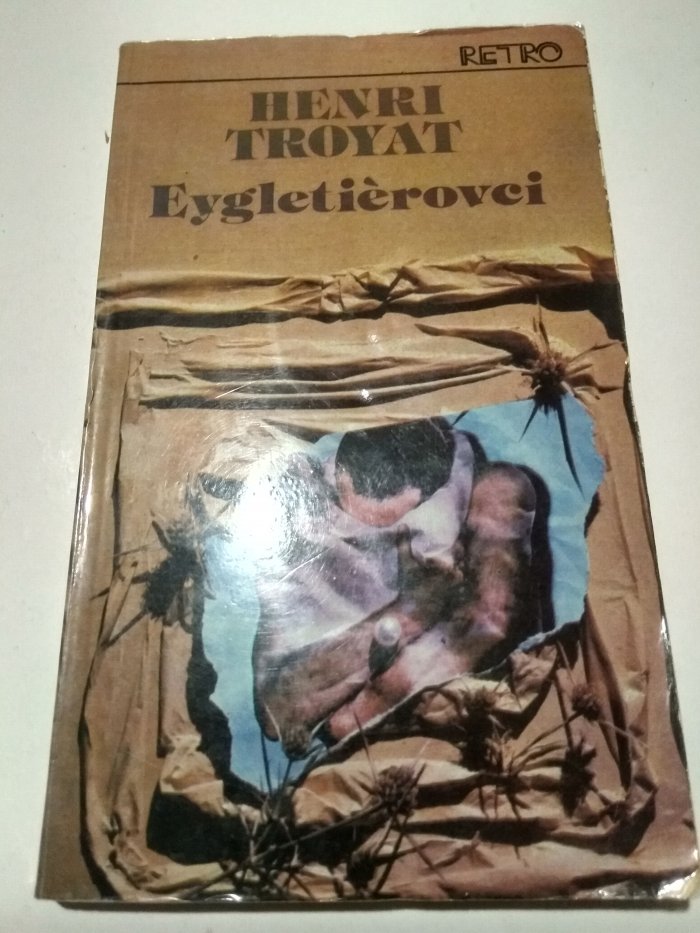 RETRO
HENRI
TROYAT
Eygletièrovci